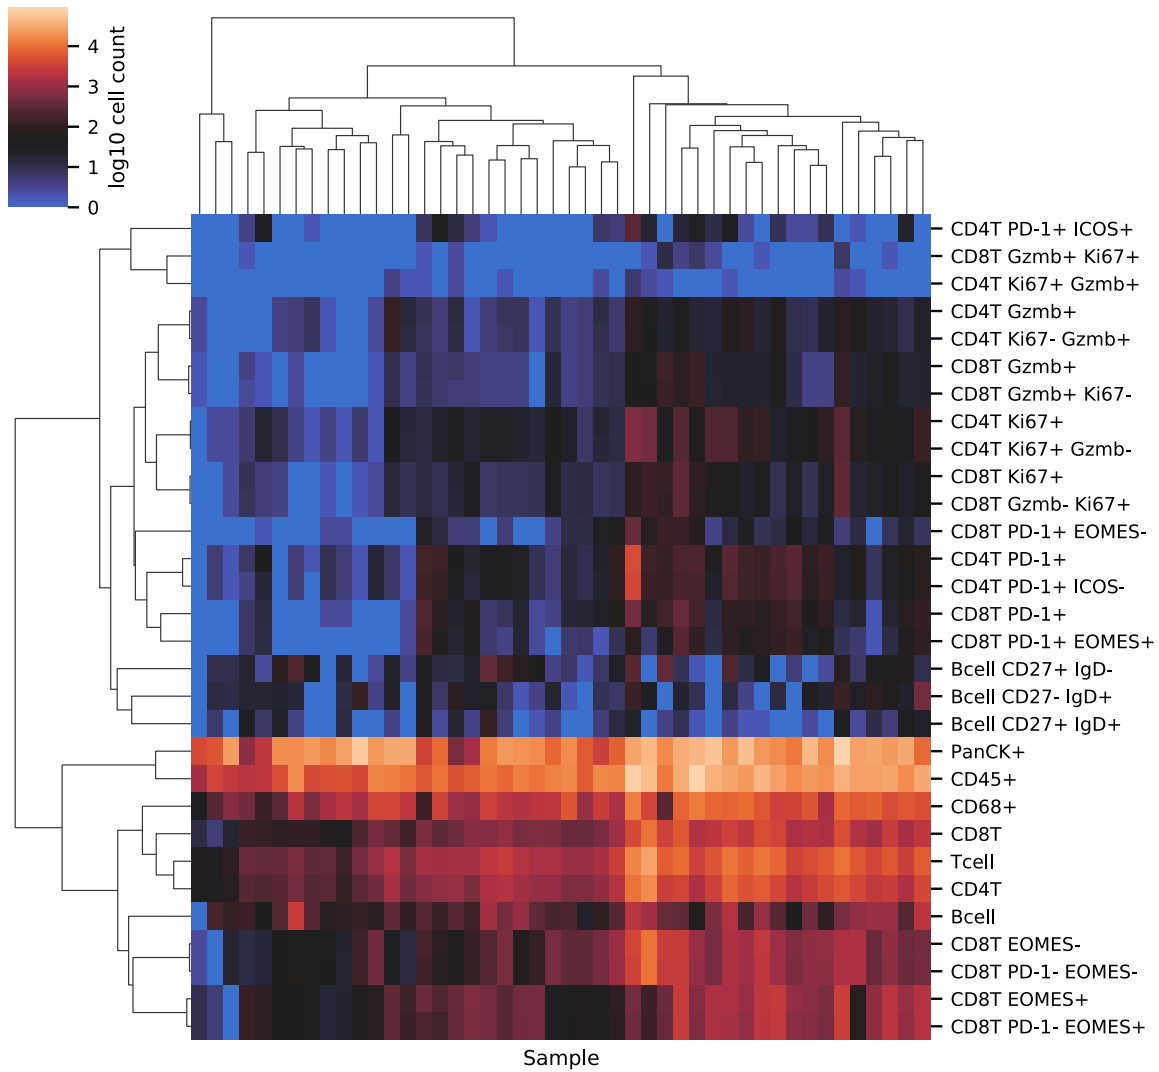 4
3
2
1
0
log10 cell count
CD4T PD-1+ ICOS+
CD8T Gzmb+ Ki67+
CD4T Ki67+ Gzmb+
CD4T Gzmb+
CD4T Ki67- Gzmb+
CD8T Gzmb+
CD8T Gzmb+ Ki67-
CD4T Ki67+
CD4T Ki67+ Gzmb-
CD8T Ki67+
CD8T Gzmb- Ki67+
CD8T PD-1+ EOMES-
CD4T PD-1+
CD4T PD-1+ ICOS-
CD8T PD-1+
CD8T PD-1+ EOMES+
Bcell CD27+ IgD-
Bcell CD27- IgD+
Bcell CD27+ IgD+
PanCK+
CD45+
CD68+
CD8T
Tcell
CD4T
Bcell
CD8T EOMES-
CD8T PD-1- EOMES-
CD8T EOMES+
CD8T PD-1- EOMES+
Sample